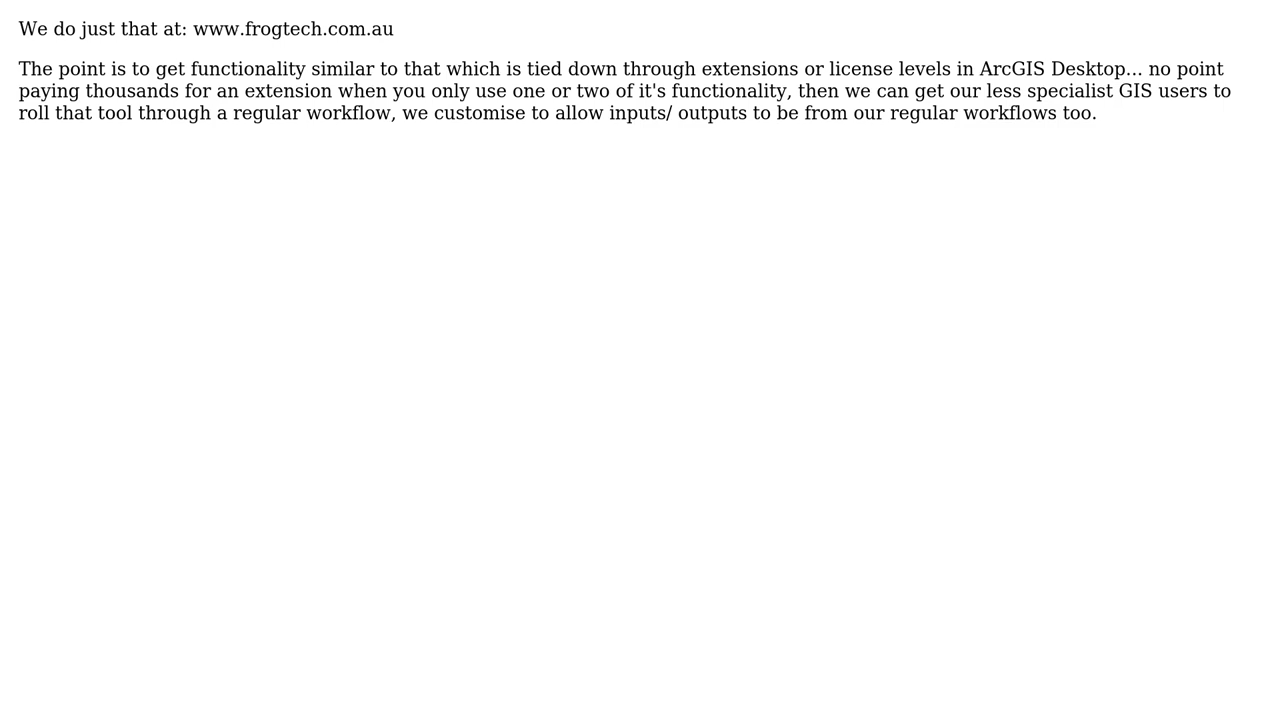 We do just that at: www.frogtech.com.au
The point is to get functionality similar to that which is tied down through extensions or license levels in ArcGIS Desktop... no point
paying thousands for an extension when you only use one or two of it's functionality, then we can get our less specialist GIS users to
roll that tool through a regular workflow, we customise to allow inputs/ outputs to be from our regular workflows too.